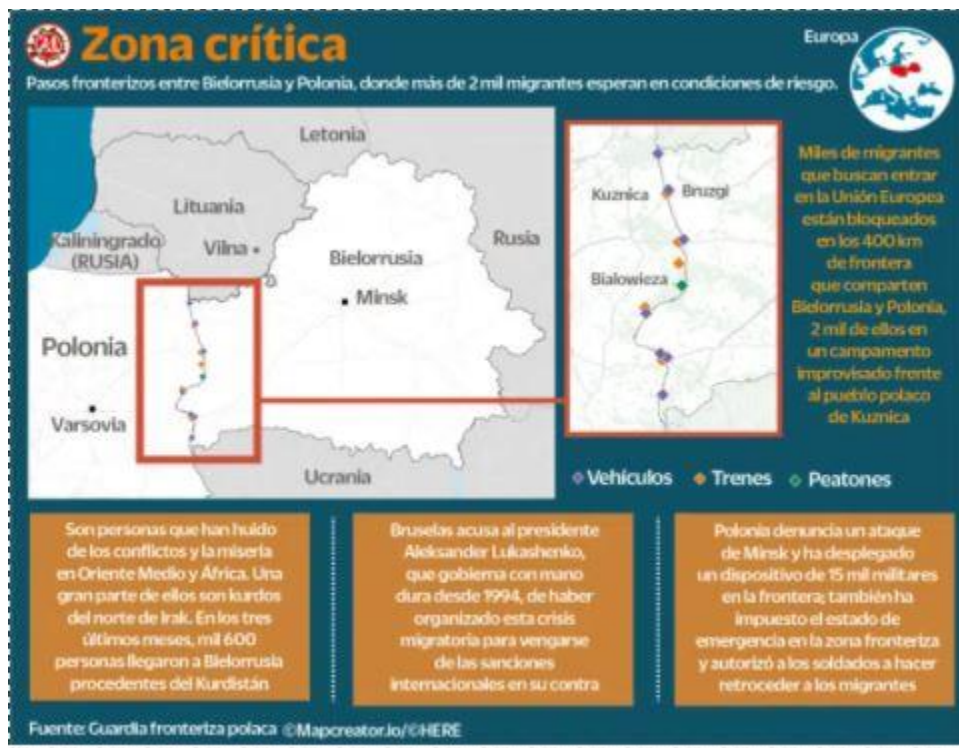 Zona crítica
Europa
Pasos fronterizos entre Bielorrusia y Polonia, donde más de 2 mil migrantes esperan en condiciones de riesgo.
Letonia
Lituania
Vilna
Kaliningrado
(RUSIA)
Rusia
Bielorrusia
Minsk
Polonia
Varsovia
Ucrania
Kuznica
Bruzgi
Bialowieza
Miles de migrantes
que buscan entrar
en la Unión Europea
están bloqueados
en los 400 km
de frontera
que comparten
Bielorrusia y Polonia,
2 mil de ellos en
un campamento
improvisado frente
al pueblo polaco
de Kuznica
Vehículos
Trenes
Peatones
Son personas que han huido
de los conflictos y la miseria
en Oriente Medio y África. Una
gran parte de ellos son kurdos
del norte de Irak. En los tres
últimos meses, mil 600
personas llegaron a Bielorrusia
procedentes del Kurdistán
Bruselas acusa al presidente
Aleksander Lukashenko,
que gobierna con mano
dura desde 1994, de haber
organizado esta crisis
migratoria para vengarse
de las sanciones
internacionales en su contra
Polonia denuncia un ataque
de Minsk y ha desplegado
un dispositivo de 15 mil militares
en la frontera; también ha
impuesto el estado de
emergencia en la zona fronteriza
y autorizó a los soldados a hacer
retroceder a los migrantes
Fuente: Guardia fronteriza polaca ©Mapcreator.io/©HERE